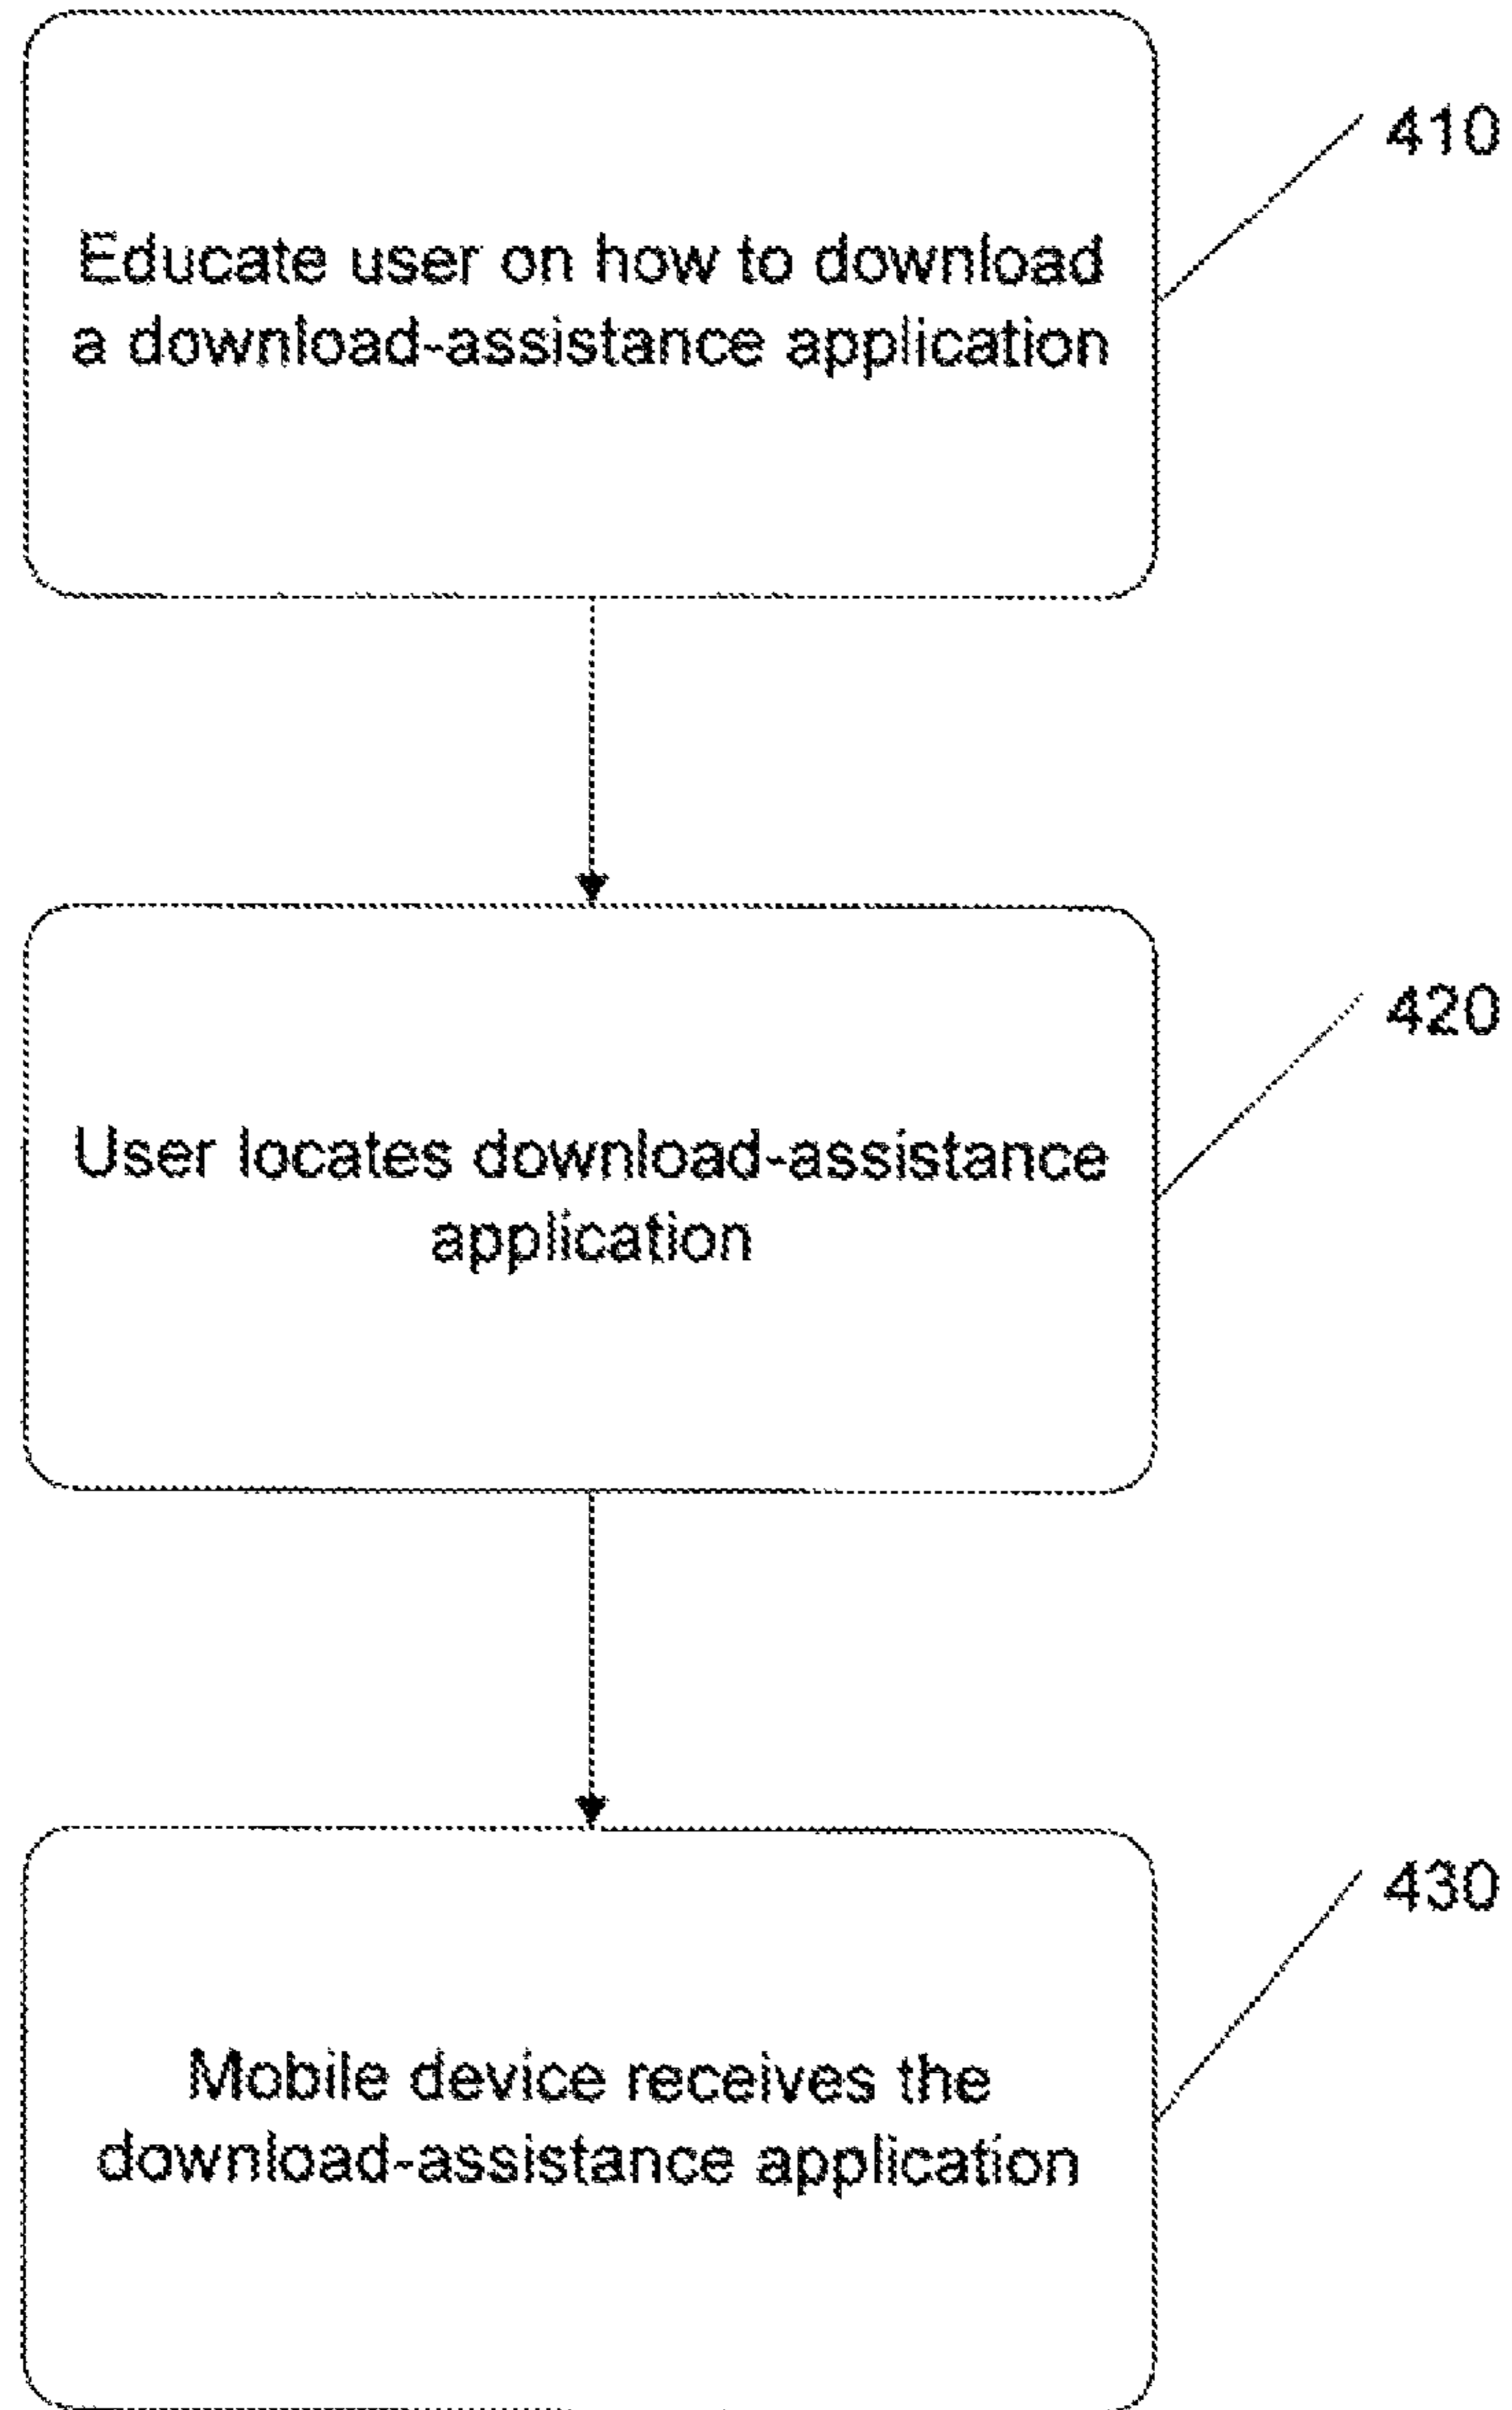 410
Educate user on how to download
a download-assistance application
420
User locates download-assistance
application
430
Mobile device receives the
download-assistance application